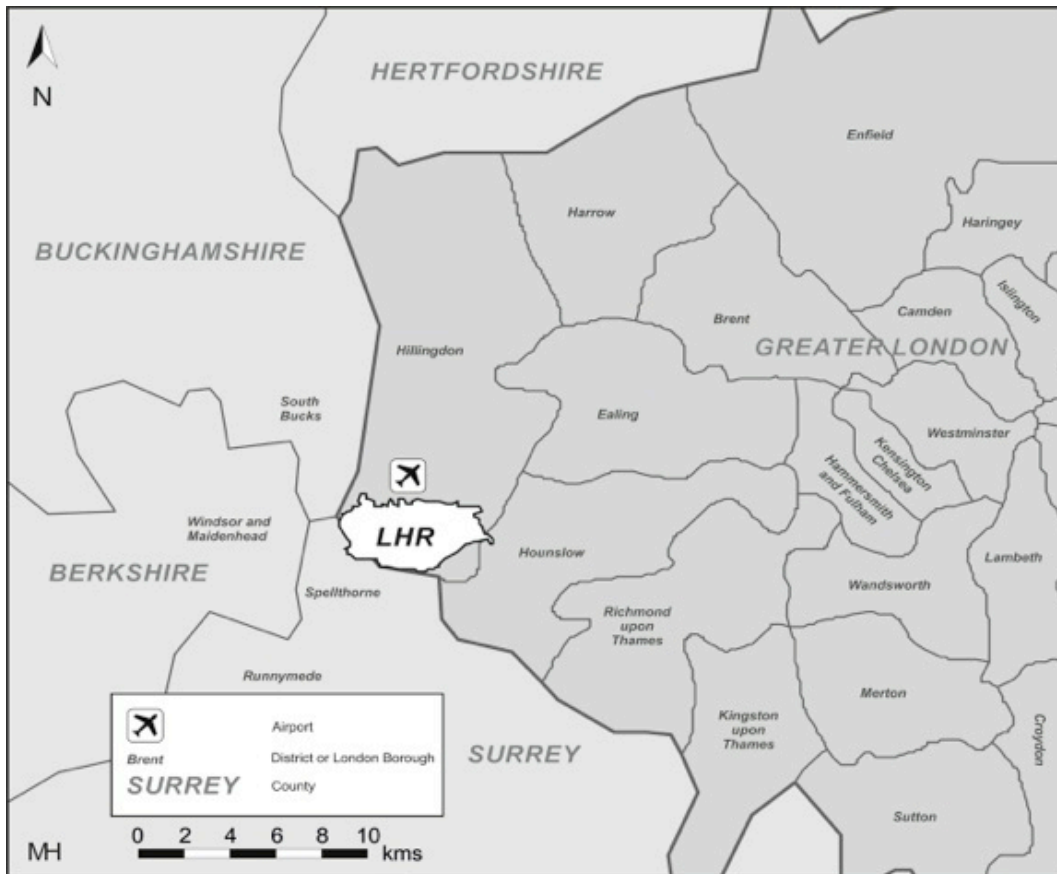 N
HERTFORDSHIRE
Enfield
Harrow
Haringey
BUCKINGHAMSHIRE
Islington
Camden
Brent
GREATER LONDON
Hillingdon
South
Bucks
Ealing
Westminster
Kensington
Chelsea
Hammersmith
and Fulham
Windsor and
Maidenhead
LHR
Hounslow
Lambeth
BERKSHIRE
Spellthorne
Wandsworth
Richmond
upon
Thames
Runnymede
Merton
Kingston
upon
Thames
Croydon
SURREY
Sutton
Airport
Brent District or London Borough
SURREY County
0 2 4 6 8 10
kms
MH